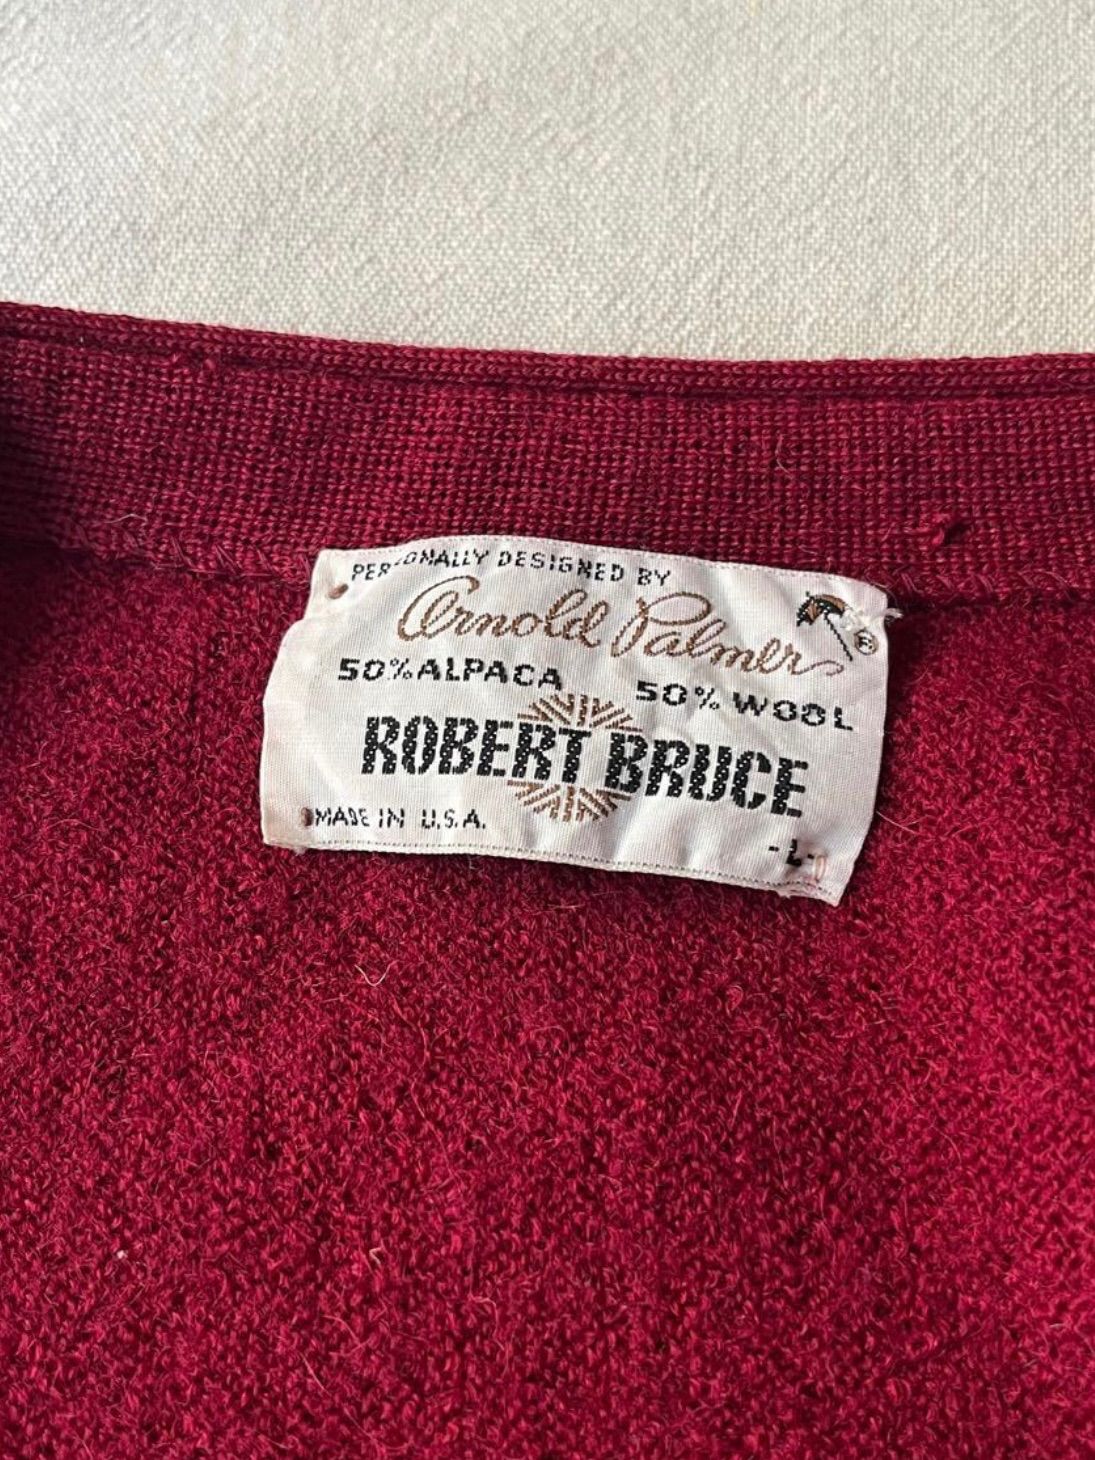 PERSONALLY DESIGNED BY
Arnold Palmer
50% ALPACA 50% WOOL
ROBERT BRUCE
MADE IN U.S.A.
-L-